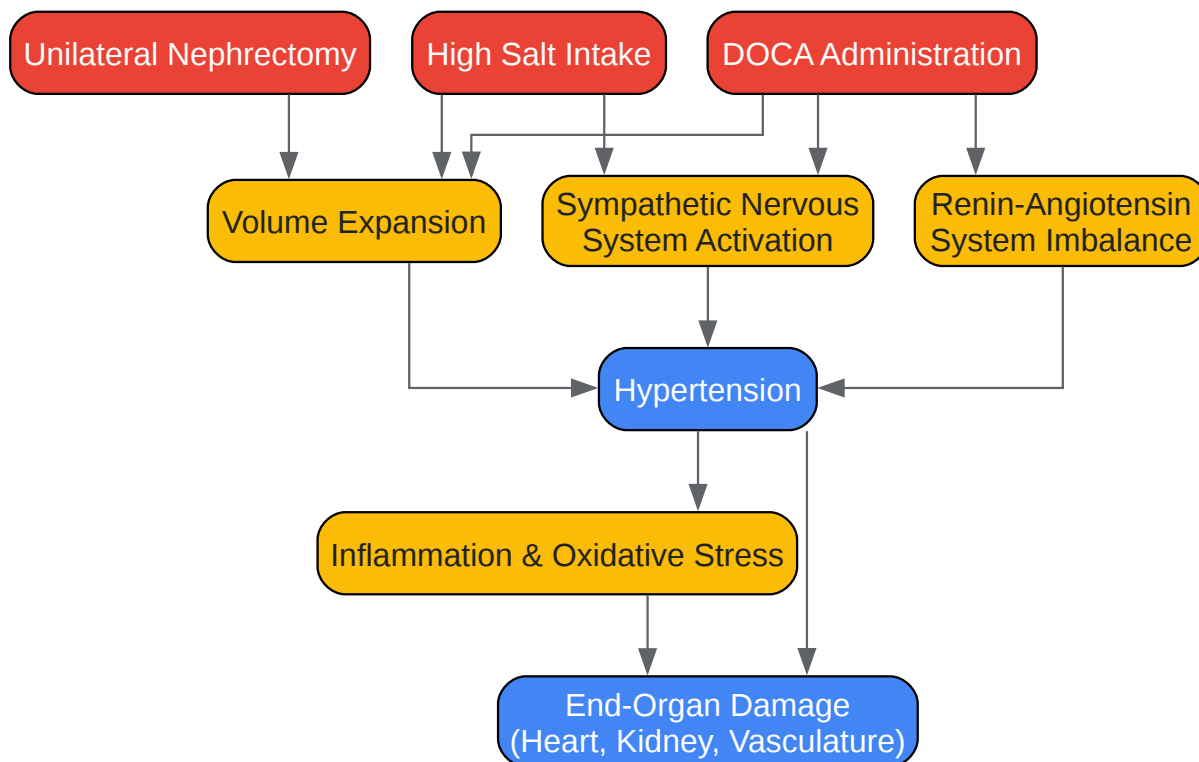 Unilateral Nephrectomy
High Salt Intake
DOCA Administration
Volume Expansion
Sympathetic Nervous
System Activation
Renin-Angiotensin
System Imbalance
Hypertension
Inflammation & Oxidative Stress
End-Organ Damage
(Heart, Kidney, Vasculature)